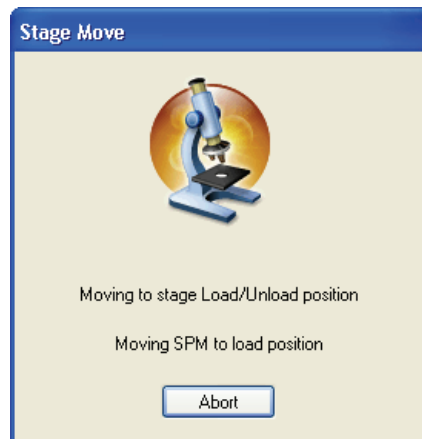 Stage Move
Moving to stage Load/Unload position
Moving SPM to load position
Abort